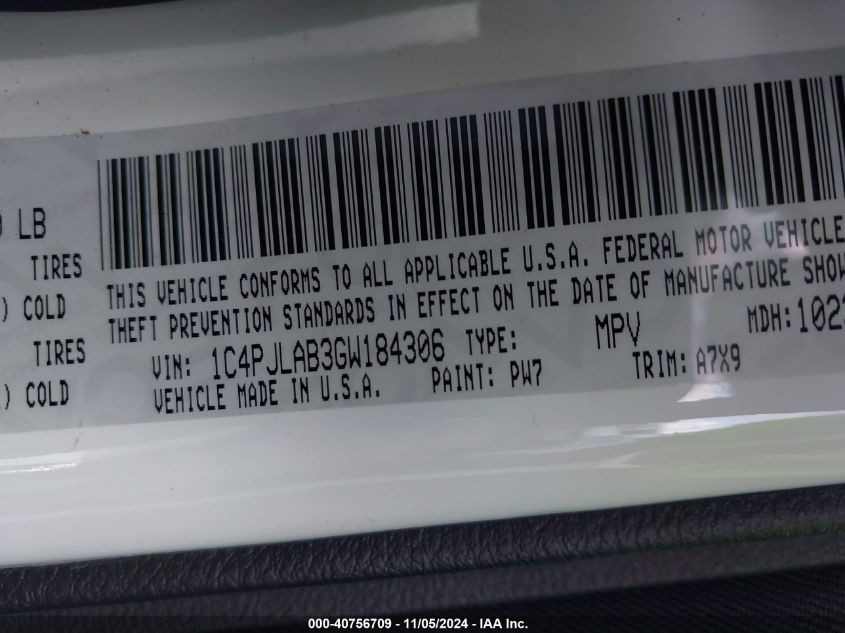 LB
TIRES
) COLD
TIRES
) COLD
THIS VEHICLE CONFORMS TO ALL APPLICABLE U.S.A. FEDERAL MOTOR VEHICLE
THEFT PREVENTION STANDARDS IN EFFECT ON THE DATE OF MANUFACTURE SHOW
VIN: 1C4PJLAB3GW184306 TYPE: MPV MDH: 102
VEHICLE MADE IN U.S.A. PAINT: PW7 TRIM: A7X9
000-40756709 - 11/05/2024 - IAA Inc.